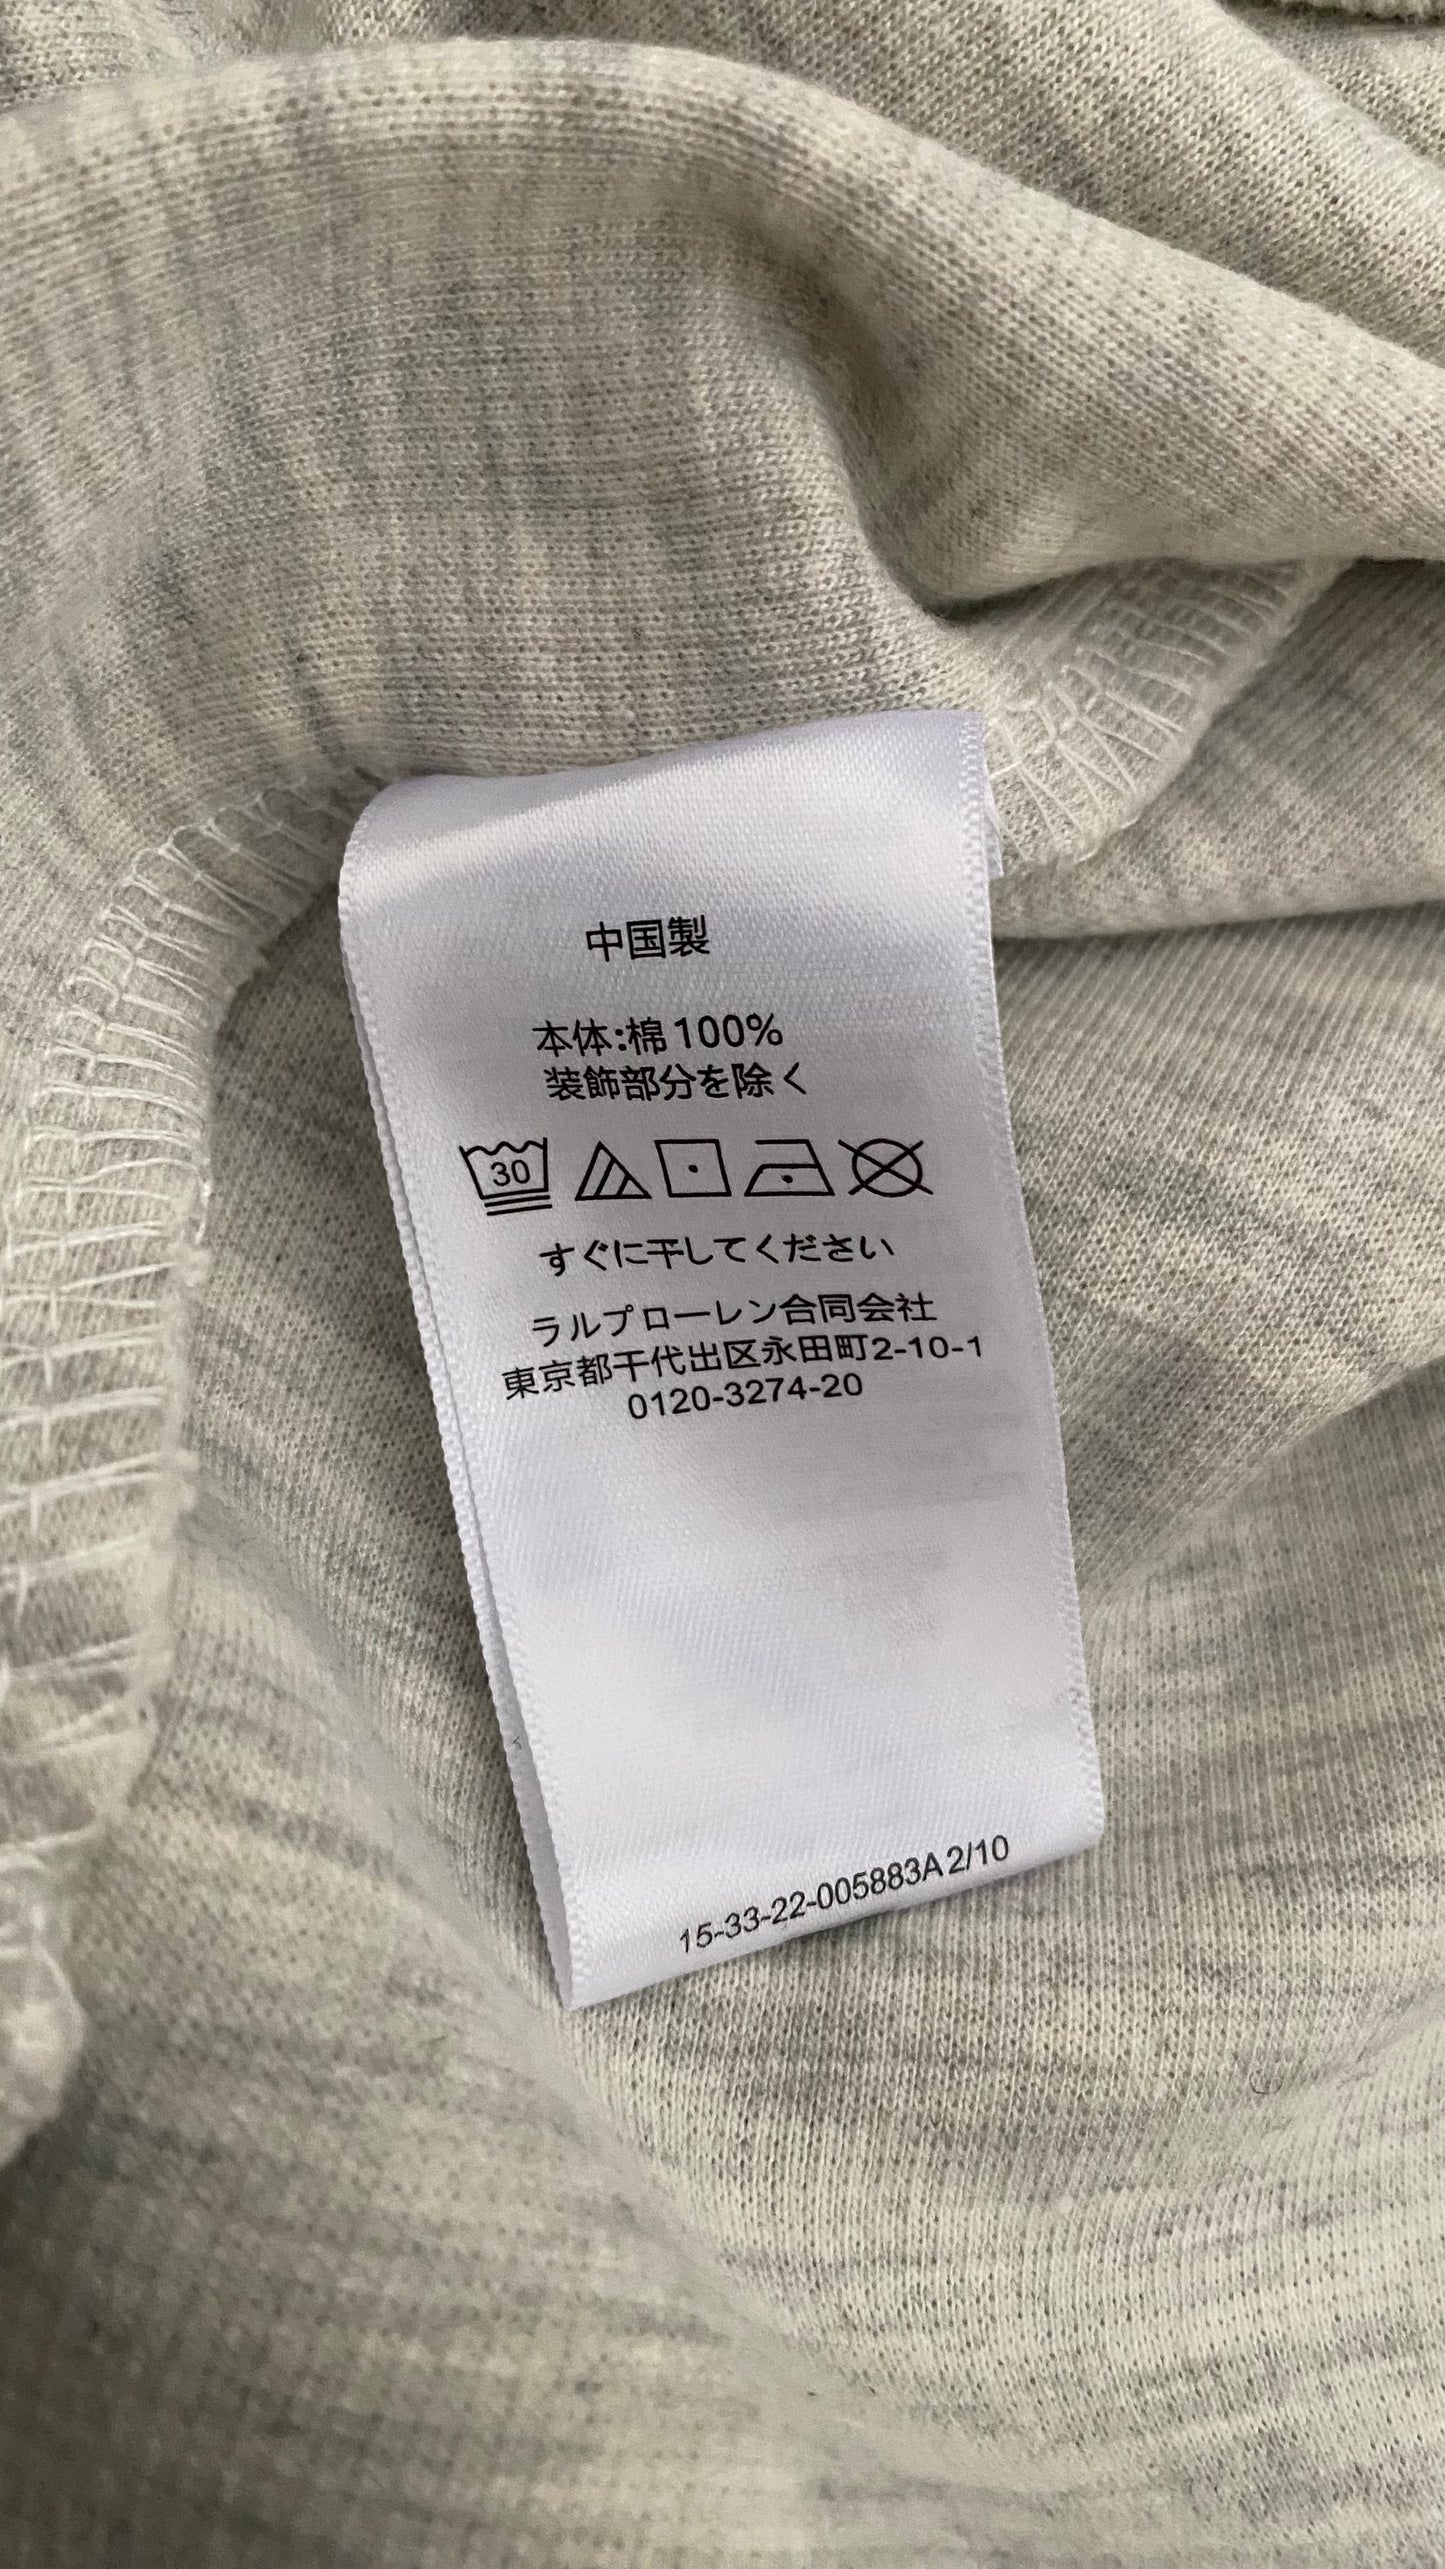 中国製
本体:棉100%
装飾部分を除く
30
すぐに干してください
ラルフローレン合同会社
東京都千代出区永田町2-10-1
0120-3274-20
15-33-22-005883A 2/10